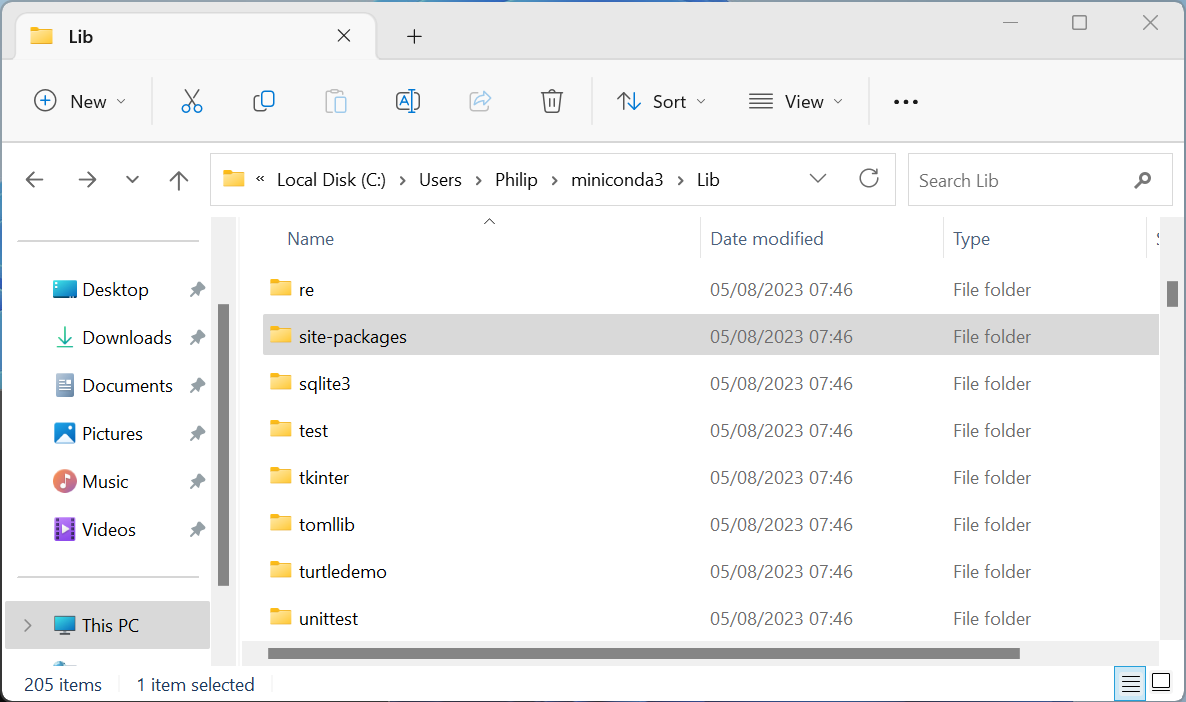 Lib
New
Sort
View
« Local Disk (C:) > Users > Philip > miniconda3 > Lib
Search Lib
Name Date modified Type
Desktop
Downloads
Documents
Pictures
Music
Videos
This PC
re 05/08/2023 07:46 File folder
site-packages 05/08/2023 07:46 File folder
sqlite3 05/08/2023 07:46 File folder
test 05/08/2023 07:46 File folder
tkinter 05/08/2023 07:46 File folder
tomllib 05/08/2023 07:46 File folder
turtledemo 05/08/2023 07:46 File folder
unittest 05/08/2023 07:46 File folder
205 items 1 item selected